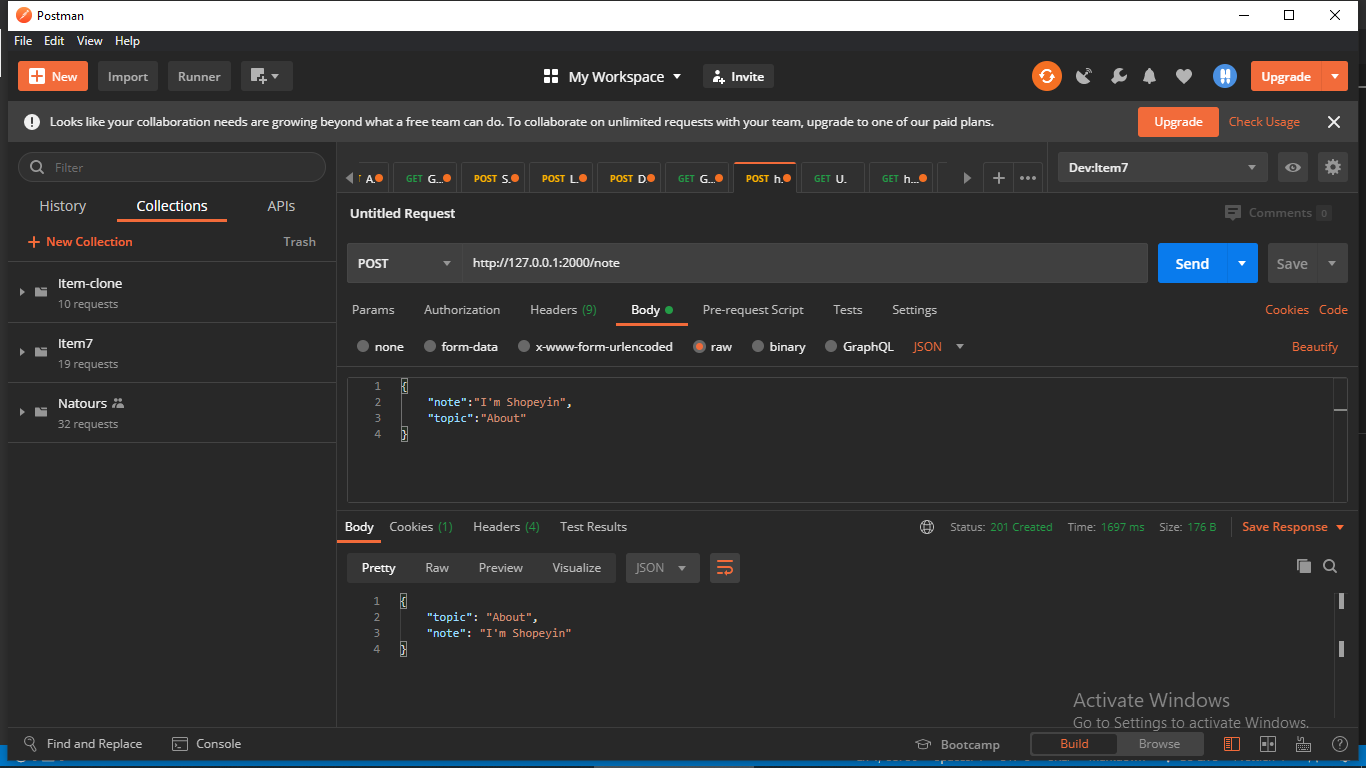 Postman
File Edit View Help
New Import Runner My Workspace Invite Upgrade
Looks like your collaboration needs are growing beyond what a free team can do. To collaborate on unlimited requests with your team, upgrade to one of our paid plans. Upgrade Check Usage
Filter
History Collections APIs
New Collection Trash
Item-clone
10 requests
Item7
19 requests
Natours
32 requests
A. GET G... POST S. POST L. POST D GET G... POST h. GET U. GET h... Dev:Item7
Untitled Request Comments 0
POST http://127.0.0.1:2000/note Send Save
Params Authorization Headers (9) Body Pre-request Script Tests Settings Cookies Code
none form-data x-www-form-urlencoded raw binary GraphQL JSON Beautify
1 {
2 "note":"I'm Shopeyin",
3 "topic":"About"
4 }
Body Cookies (1) Headers (4) Test Results Status: 201 Created Time: 1697 ms Size: 176 B Save Response
Pretty Raw Preview Visualize JSON
1 {
2 "topic": "About",
3 "note": "I'm Shopeyin"
4 }
Activate Windows
Go to Settings to activate Windows.
Find and Replace Console Bootcamp Build Browse